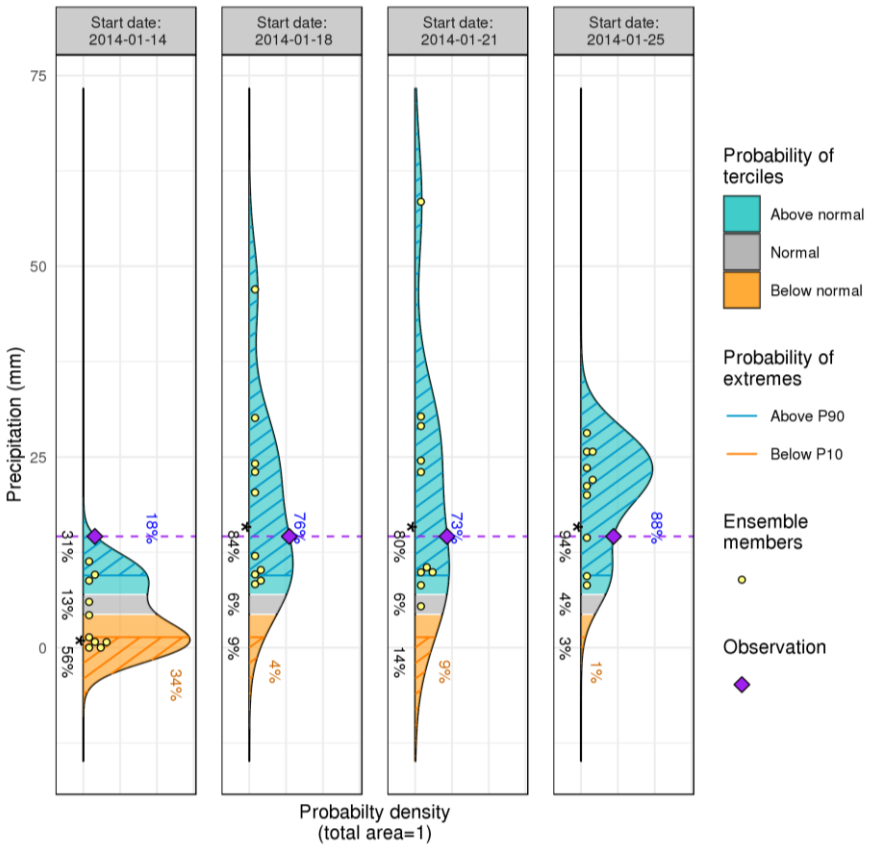 Start date:
2014-01-14
Start date:
2014-01-18
Start date:
2014-01-21
Start date:
2014-01-25
75
50
25
0
Precipitation (mm)
31%
18%
13%
*
56%
34%
*
84%
76%
6%
9%
4%
*
80%
73%
6%
14%
9%
*
94%
88%
4%
3%
1%
Probabilty density
(total area=1)
Probability of
terciles
Above normal
Normal
Below normal
Probability of
extremes
Above P90
Below P10
Ensemble
members
Observation